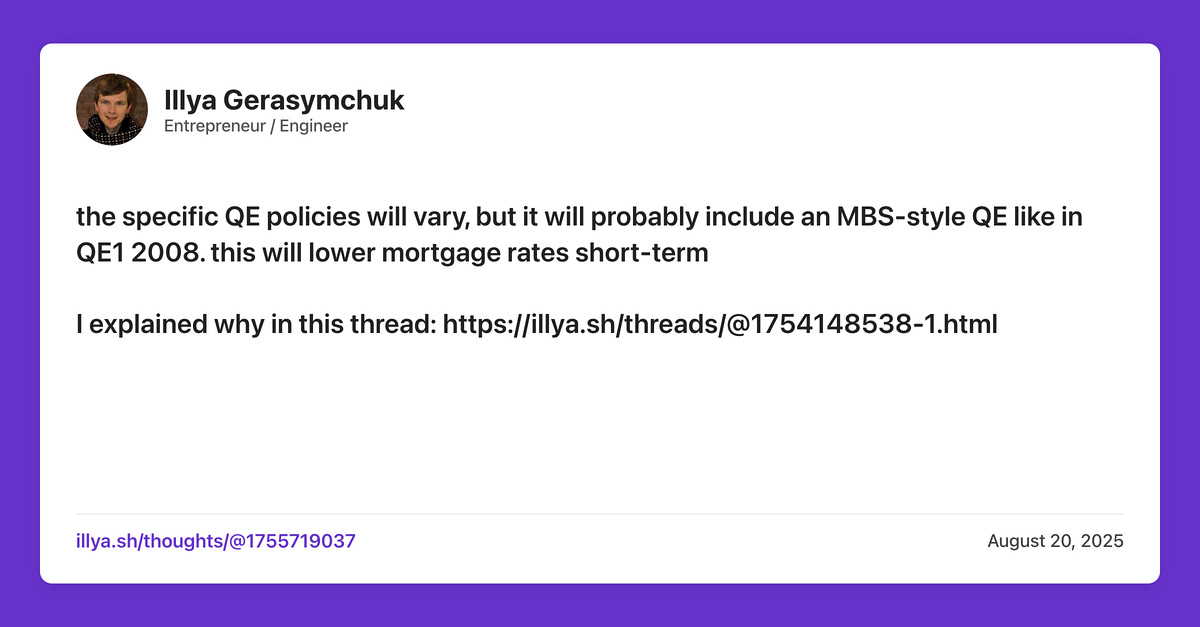 Illya Gerasymchuk
Entrepreneur / Engineer
the specific QE policies will vary, but it will probably include an MBS-style QE like in
QE1 2008. this will lower mortgage rates short-term
I explained why in this thread: https://illya.sh/threads/@1754148538-1.html
illya.sh/thoughts/@1755719037
August 20, 2025